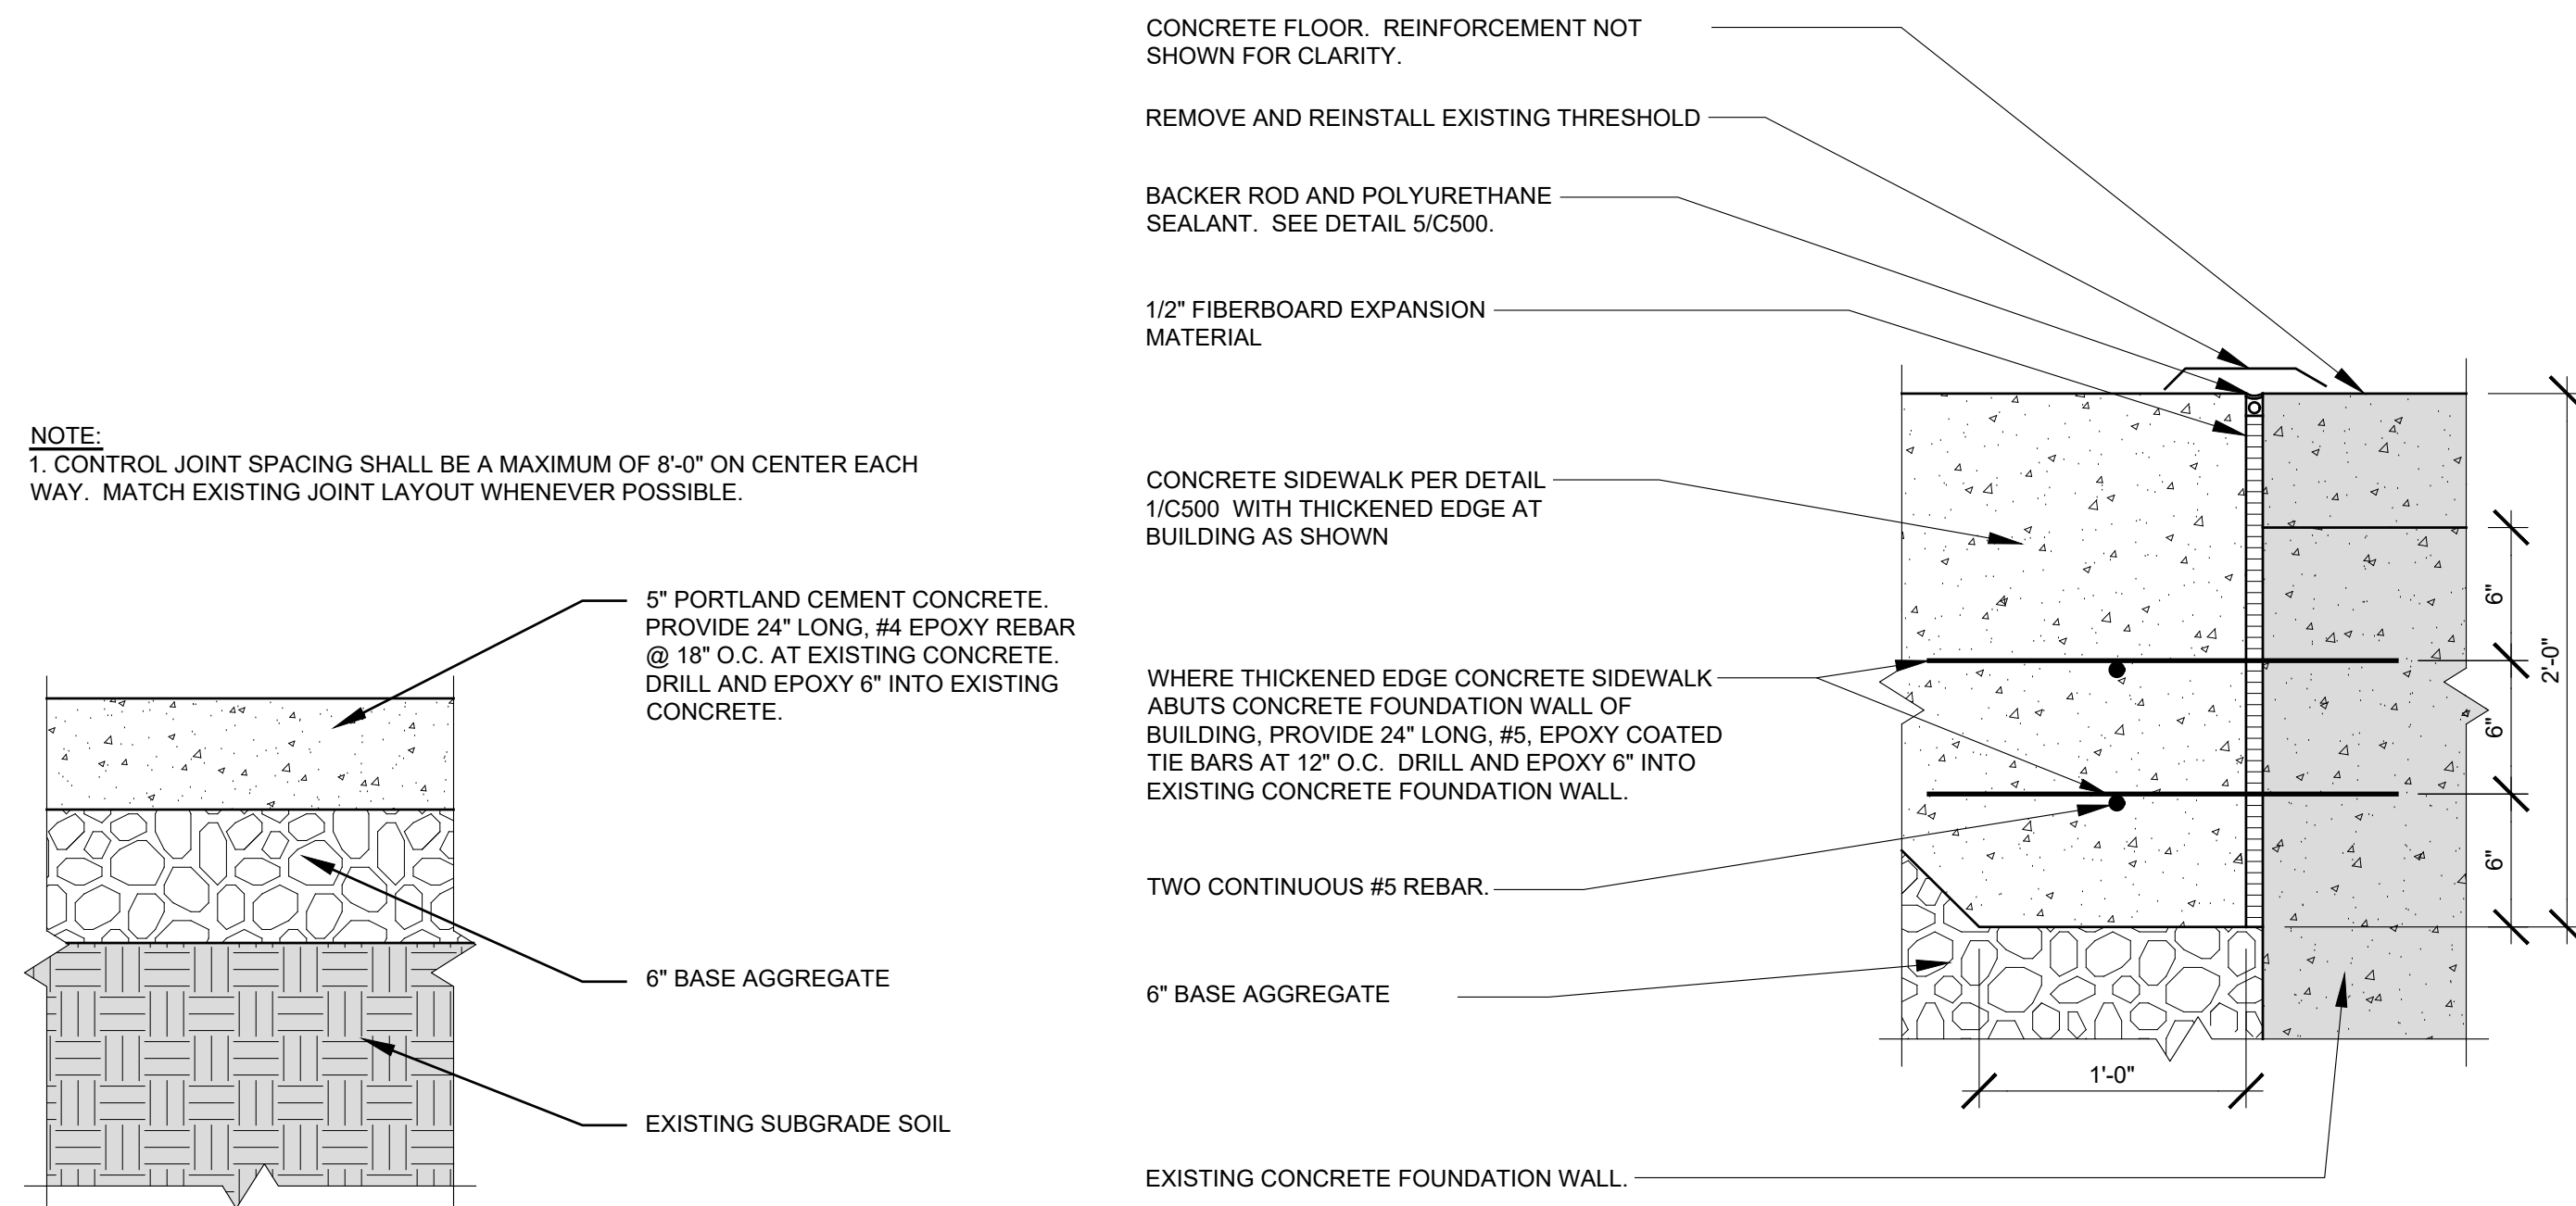 NOTE:
1. CONTROL JOINT SPACING SHALL BE A MAXIMUM OF 8'-0" ON CENTER EACH
WAY.  MATCH EXISTING JOINT LAYOUT WHENEVER POSSIBLE.
5" PORTLAND CEMENT CONCRETE.
PROVIDE 24" LONG, #4 EPOXY REBAR
@ 18" O.C. AT EXISTING CONCRETE.
DRILL AND EPOXY 6" INTO EXISTING
CONCRETE.
6" BASE AGGREGATE
EXISTING SUBGRADE SOIL
CONCRETE FLOOR.  REINFORCEMENT NOT
SHOWN FOR CLARITY.
REMOVE AND REINSTALL EXISTING THRESHOLD
BACKER ROD AND POLYURETHANE
SEALANT.  SEE DETAIL 5/C500.
1/2" FIBERBOARD EXPANSION
MATERIAL
CONCRETE SIDEWALK PER DETAIL
1/C500  WITH THICKENED EDGE AT
BUILDING AS SHOWN
WHERE THICKENED EDGE CONCRETE SIDEWALK
ABUTS CONCRETE FOUNDATION WALL OF
BUILDING, PROVIDE 24" LONG, #5, EPOXY COATED
TIE BARS AT 12" O.C.  DRILL AND EPOXY 6" INTO
EXISTING CONCRETE FOUNDATION WALL.
TWO CONTINUOUS #5 REBAR.
6" BASE AGGREGATE
EXISTING CONCRETE FOUNDATION WALL.
6"
6"
6"
2'-0"
1'-0"